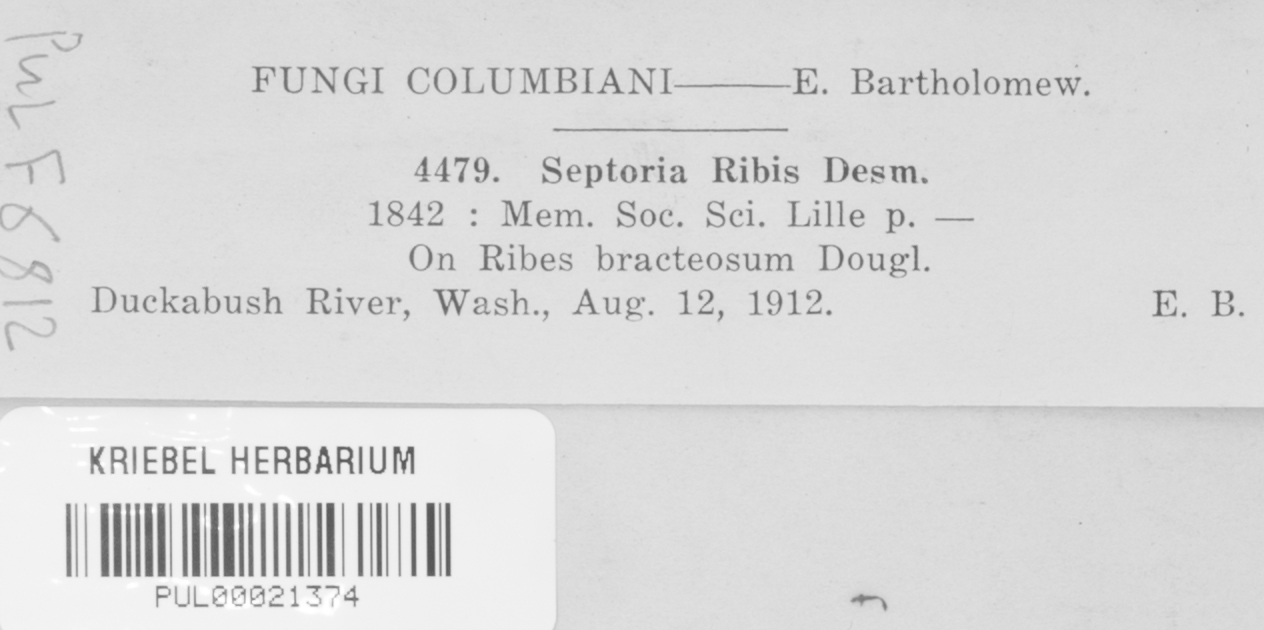 FUNGI COLUMBIANI——E. Bartholomew.
4479. Septoria Ribis Desm.
1842 : Mem. Soc. Sci. Lille p. —
On Ribes bracteosum Dougl.
Duckabush River, Wash., Aug. 12, 1912. E. B.
PUL F 6812
KRIEBEL HERBARIUM
PUL00021374